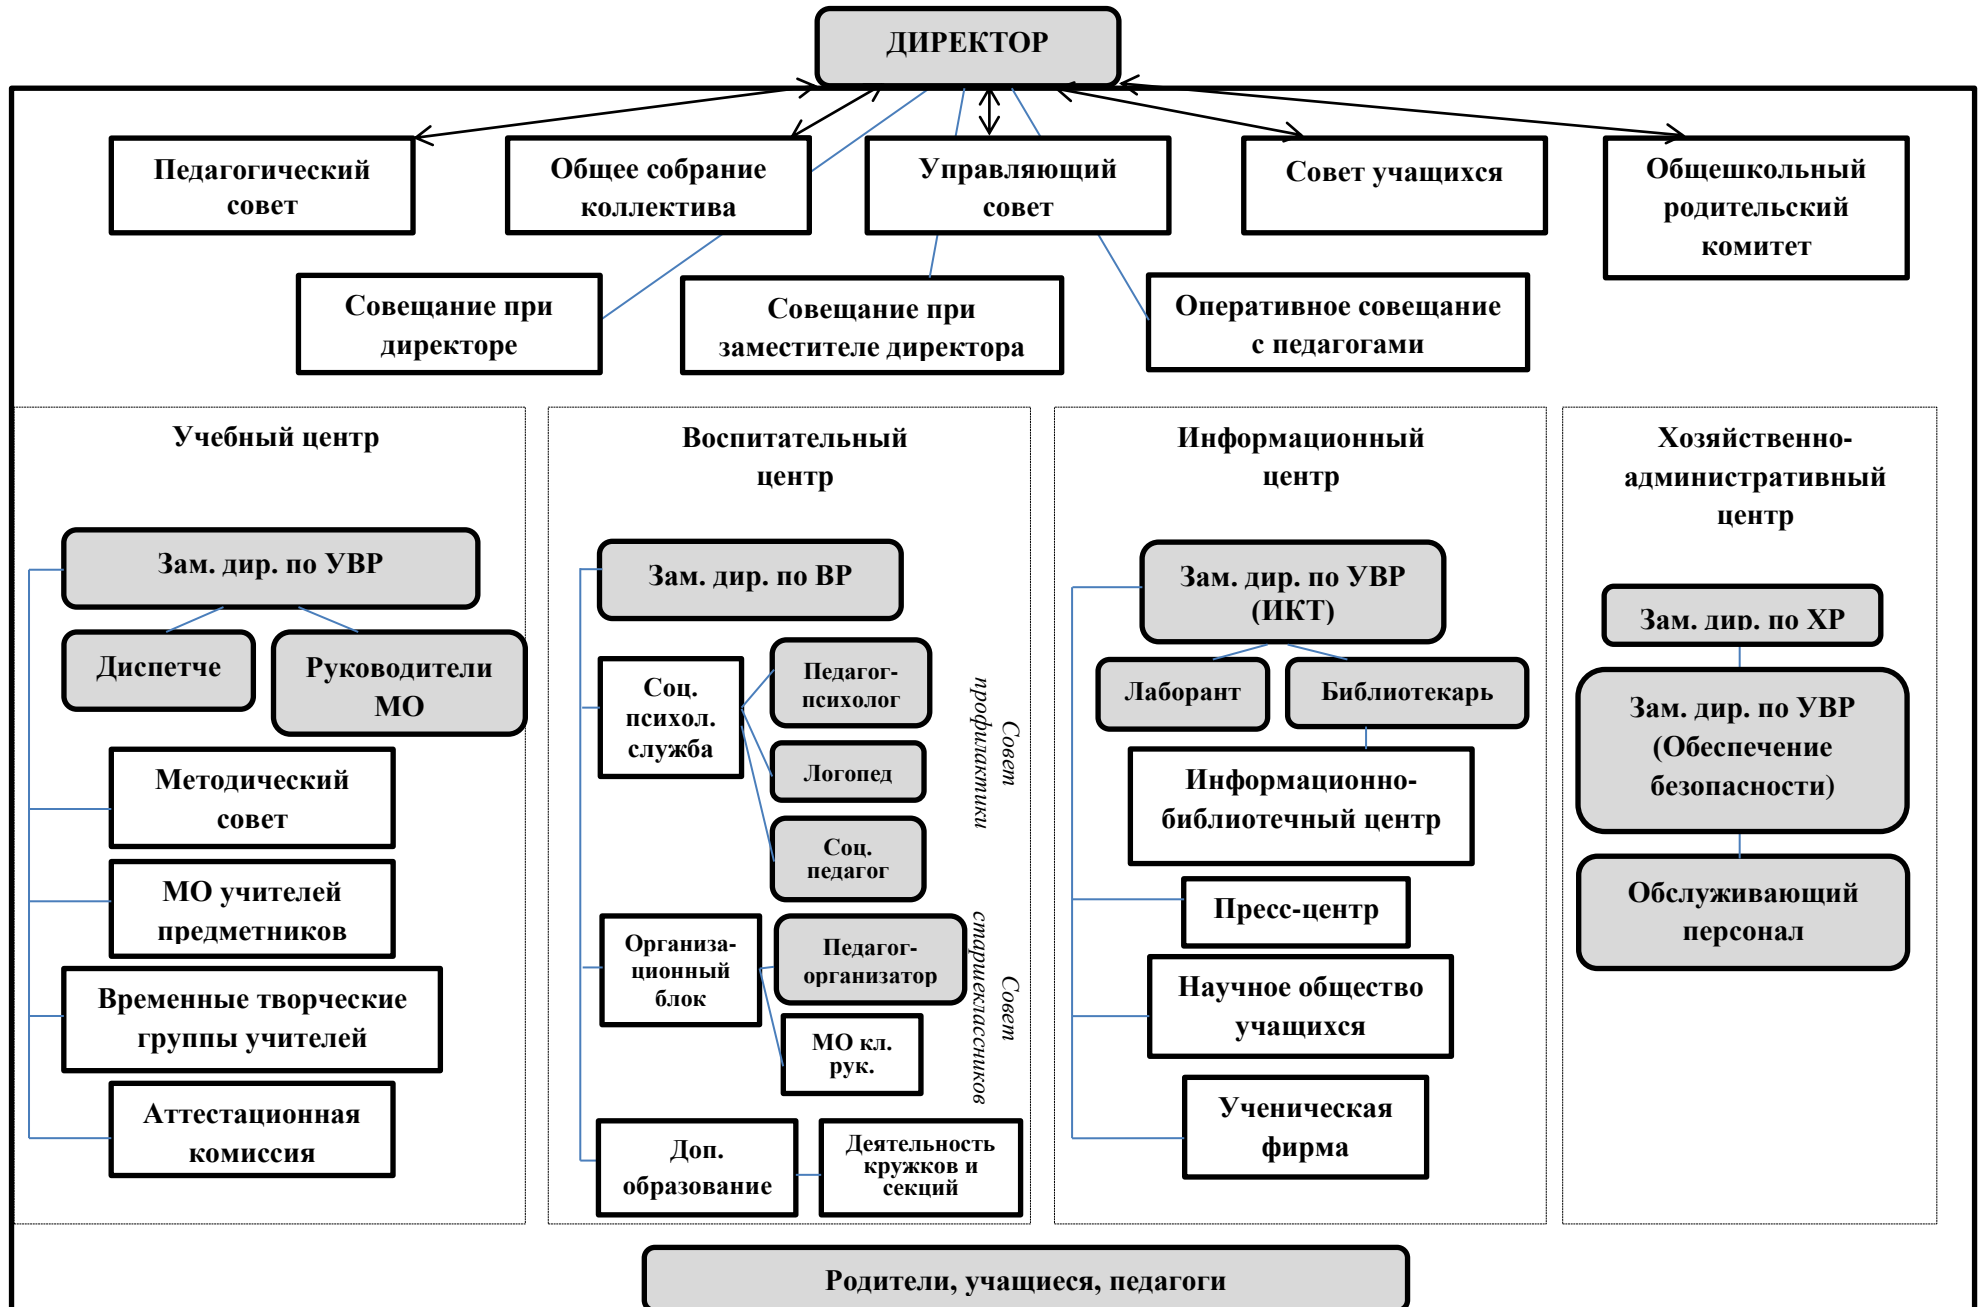 ДИРЕКТОР
Педагогический
совет
Общее собрание
коллектива
Управляющий
совет
Совет учащихся
Общешкольный
родительский
комитет
Совещание при
директоре
Совещание при
заместителе директора
Оперативное совещание
с педагогами
Учебный центр
Зам. дир. по УВР
Диспетче
Руководители
МО
Методический
совет
МО учителей
предметников
Временные творческие
группы учителей
Аттестационная
комиссия
Воспитательный
центр
Зам. дир. по ВР
Соц.
психол.
служба
Педагог-
психолог
Логопед
Соц.
педагог
Совет
профилактики
Организа-
ционный
блок
Педагог-
организатор
МО кл.
рук.
Совет
старшеклассников
Доп.
образование
Деятельность
кружков и
секций
Информационный
центр
Зам. дир. по УВР
(ИКТ)
Лаборант
Библиотекарь
Информационно-
библиотечный центр
Пресс-центр
Научное общество
учащихся
Ученическая
фирма
Хозяйственно-
административный
центр
Зам. дир. по ХР
Зам. дир. по УВР
(Обеспечение
безопасности)
Обслуживающий
персонал
Родители, учащиеся, педагоги